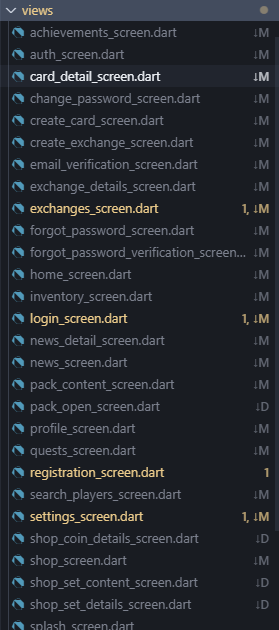 views
achievements_screen.dart ↓M
auth_screen.dart ↓M
card_detail_screen.dart ↓M
change_password_screen.dart ↓M
create_card_screen.dart ↓M
create_exchange_screen.dart ↓M
email_verification_screen.dart ↓M
exchange_details_screen.dart ↓M
exchanges_screen.dart 1, ↓M
forgot_password_screen.dart ↓M
forgot_password_verification_screen... ↓M
home_screen.dart ↓M
inventory_screen.dart ↓M
login_screen.dart 1, ↓M
news_detail_screen.dart ↓M
news_screen.dart ↓M
pack_content_screen.dart ↓M
pack_open_screen.dart ↓D
profile_screen.dart ↓M
quests_screen.dart ↓M
registration_screen.dart 1
search_players_screen.dart ↓M
settings_screen.dart 1, ↓M
shop_coin_details_screen.dart ↓D
shop_screen.dart ↓M
shop_set_content_screen.dart ↓D
shop_set_details_screen.dart ↓D
splash_screen.dart